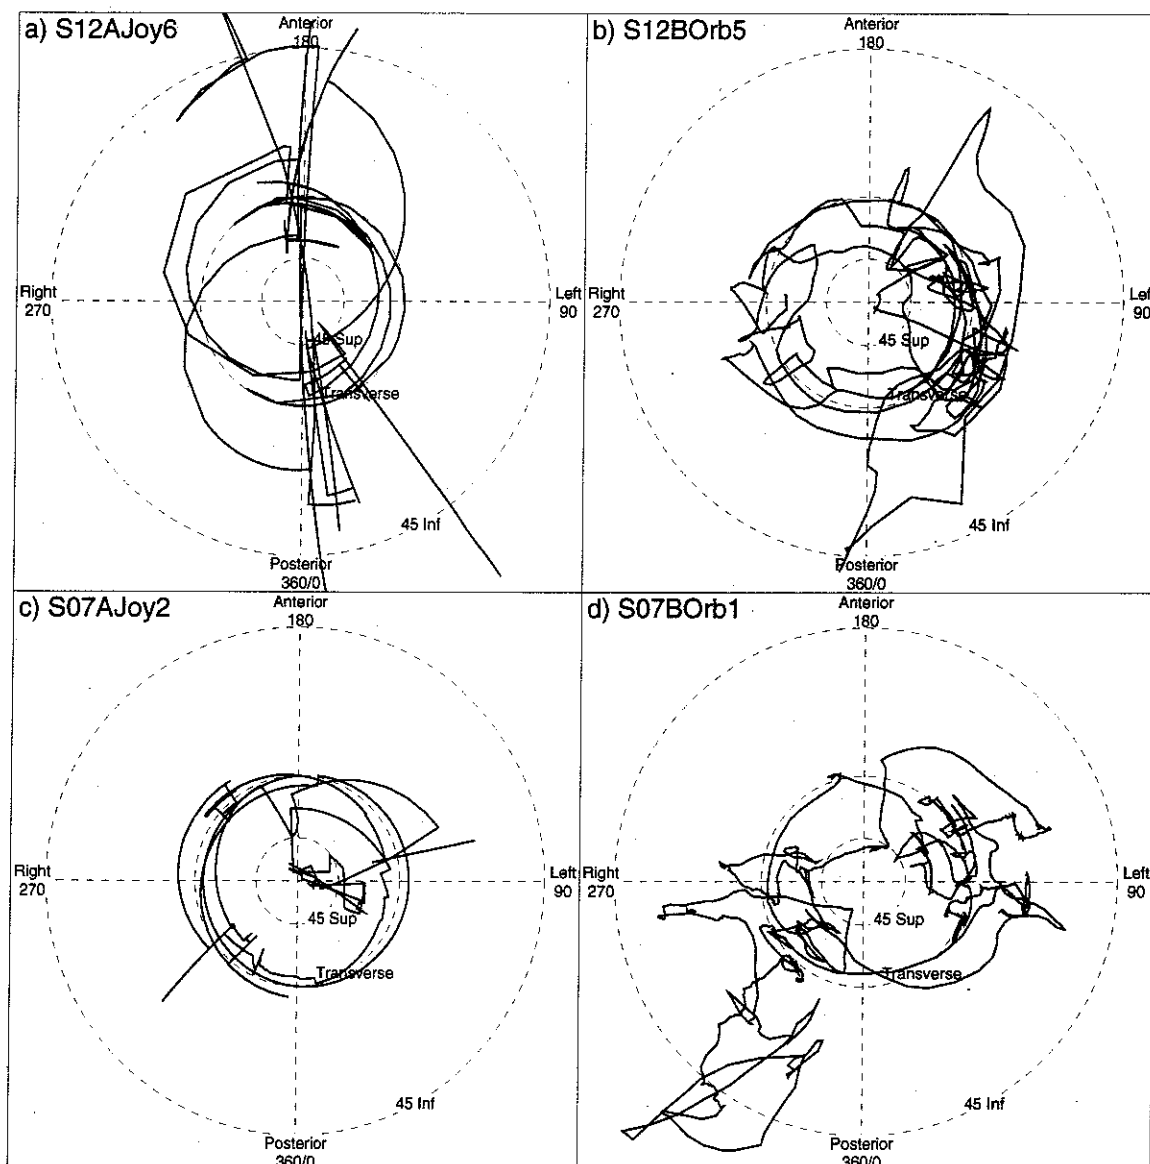 a) S12AJoy6
Anterior
180
Right
270
Left
90
45 Sup
Transverse
45 Inf
Posterior
360/0
b) S12BOrb5
Anterior
180
Right
270
Left
90
45 Sup
Transverse
45 Inf
Posterior
360/0
c) S07AJoy2
Anterior
180
Right
270
Left
90
45 Sup
Transverse
45 Inf
Posterior
360/0
d) S07BOrb1
Anterior
180
Right
270
Left
90
45 Sup
Transverse
45 Inf
Posterior
360/0